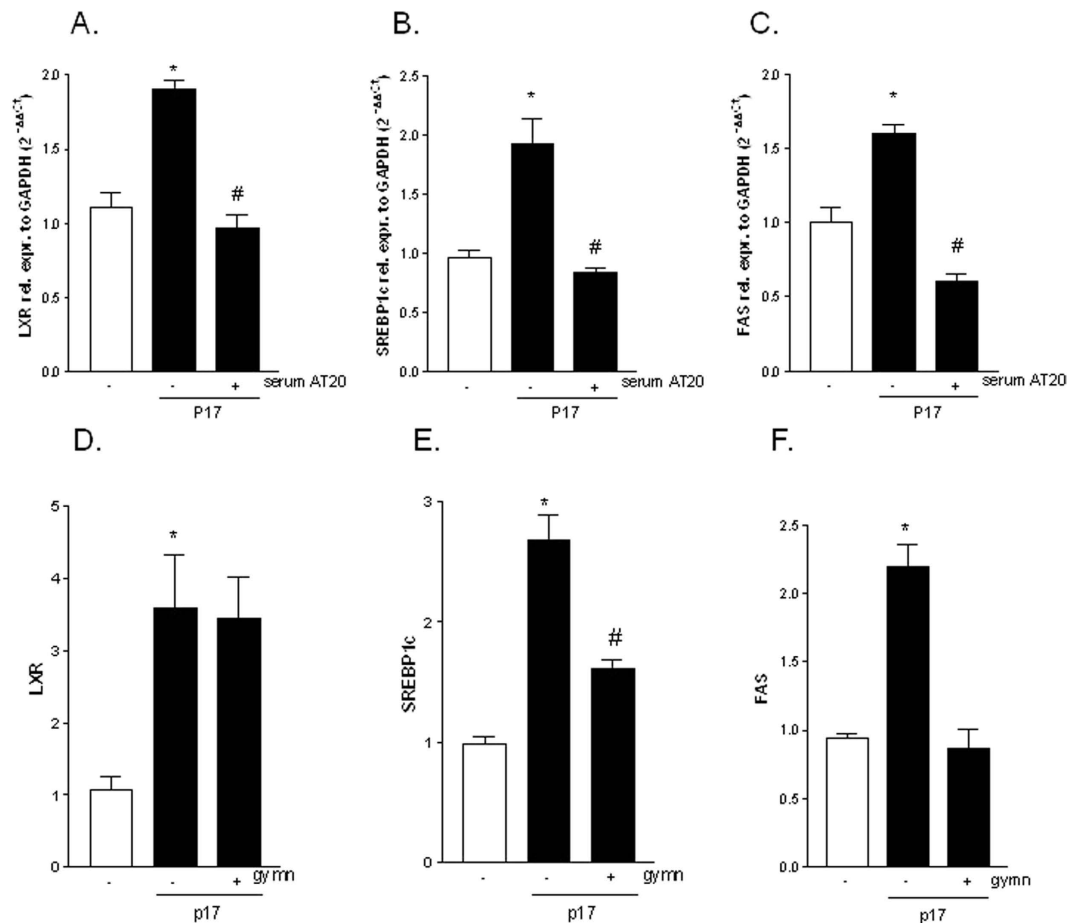 A.
LXR rel. expr. to GAPDH (2 -ΔΔCt)
2.0
1.5
1.0
0.5
0.0
*
#
- - + serum AT20
P17
B.
SREBP1c rel. expr. to GAPDH (2 -ΔΔCt)
2.5
2.0
1.5
1.0
0.5
0.0
*
#
- - + serum AT20
P17
C.
FAS rel. expr. to GAPDH (2 -ΔΔCt)
2.0
1.5
1.0
0.5
0.0
*
#
- - + serum AT20
P17
D.
LXR
5
4
3
2
1
0
*
- - + gymn
p17
E.
SREBP1c
3
2
1
0
*
#
- - + gymn
p17
F.
FAS
2.5
2.0
1.5
1.0
0.5
0.0
*
- - + gymn
p17